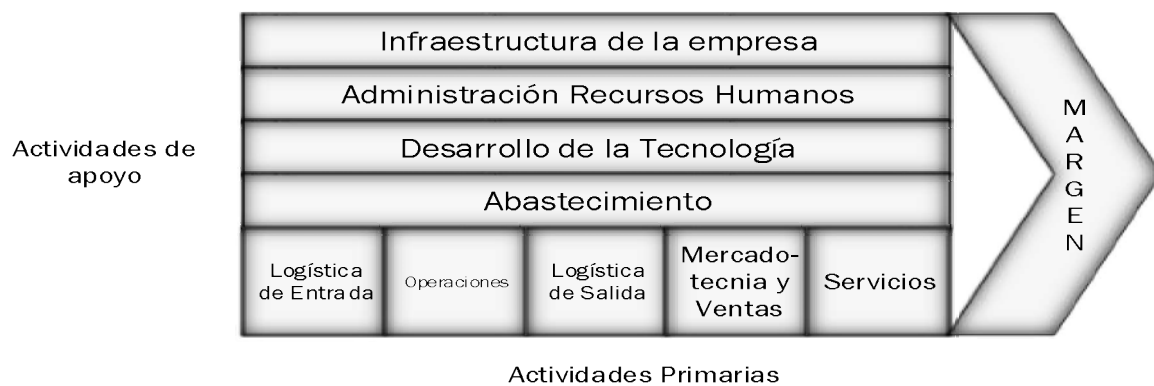 Infraestructura de la empresa
Administración Recursos Humanos
Desarrollo de la Tecnología
Abastecimiento
Actividades de
apoyo
Logística
de Entrada
Operaciones
Logística
de Salida
Mercado-
tecnia y
Ventas
Servicios
MARGEN
Actividades Primarias